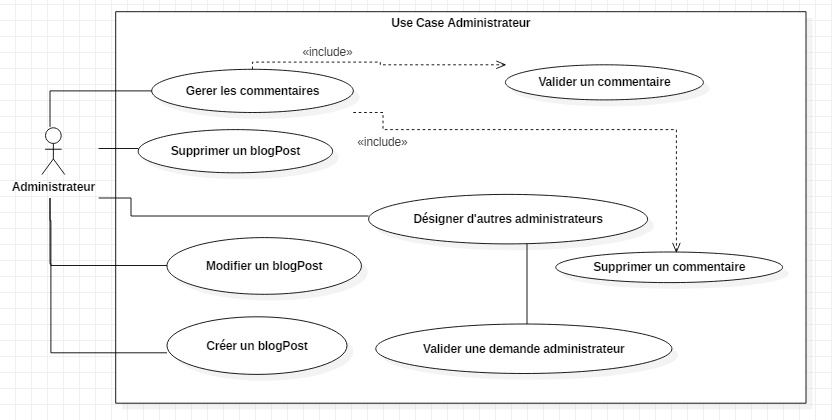 Use Case Administrateur
«include»
Gerer les commentaires
Valider un commentaire
«include»
Supprimer un blogPost
Administrateur
Désigner d'autres administrateurs
Modifier un blogPost
Supprimer un commentaire
Créer un blogPost
Valider une demande administrateur